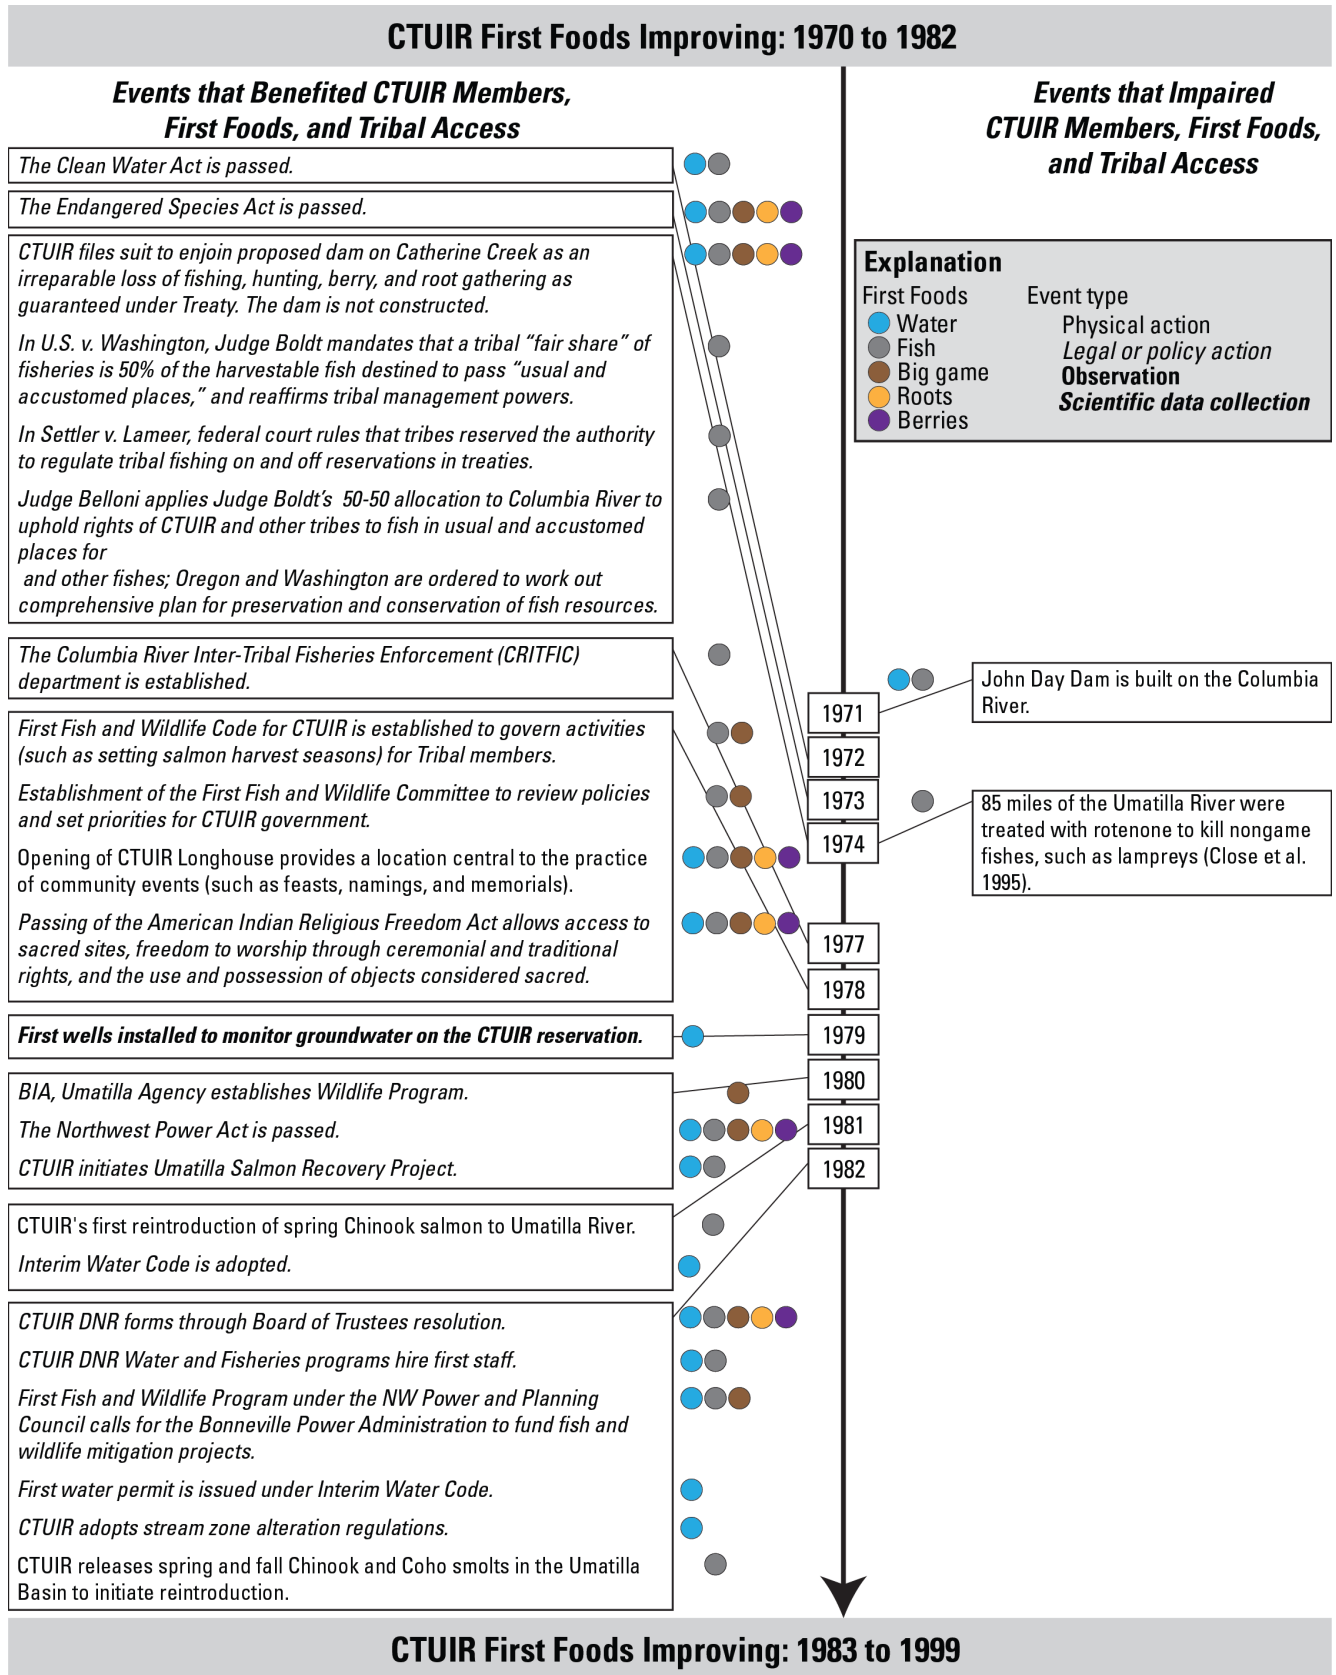 CTUIR First Foods Improving: 1970 to 1982
Events that Benefited CTUIR Members,
First Foods, and Tribal Access
The Clean Water Act is passed.
The Endangered Species Act is passed.
CTUIR files suit to enjoin proposed dam on Catherine Creek as an
irreparable loss of fishing, hunting, berry, and root gathering as
guaranteed under Treaty. The dam is not constructed.
In U.S. v. Washington, Judge Boldt mandates that a tribal “fair share” of
fisheries is 50% of the harvestable fish destined to pass “usual and
accustomed places,” and reaffirms tribal management powers.
In Settler v. Lameer, federal court rules that tribes reserved the authority
to regulate tribal fishing on and off reservations in treaties.
Judge Belloni applies Judge Boldt’s  50-50 allocation to Columbia River to
uphold rights of CTUIR and other tribes to fish in usual and accustomed
places for
and other fishes; Oregon and Washington are ordered to work out
comprehensive plan for preservation and conservation of fish resources.
The Columbia River Inter-Tribal Fisheries Enforcement (CRITFIC)
department is established.
First Fish and Wildlife Code for CTUIR is established to govern activities
(such as setting salmon harvest seasons) for Tribal members.
Establishment of the First Fish and Wildlife Committee to review policies
and set priorities for CTUIR government.
Opening of CTUIR Longhouse provides a location central to the practice
of community events (such as feasts, namings, and memorials).
Passing of the American Indian Religious Freedom Act allows access to
sacred sites, freedom to worship through ceremonial and traditional
rights, and the use and possession of objects considered sacred.
First wells installed to monitor groundwater on the CTUIR reservation.
BIA, Umatilla Agency establishes Wildlife Program.
The Northwest Power Act is passed.
CTUIR initiates Umatilla Salmon Recovery Project.
CTUIR's first reintroduction of spring Chinook salmon to Umatilla River.
Interim Water Code is adopted.
CTUIR DNR forms through Board of Trustees resolution.
CTUIR DNR Water and Fisheries programs hire first staff.
First Fish and Wildlife Program under the NW Power and Planning
Council calls for the Bonneville Power Administration to fund fish and
wildlife mitigation projects.
First water permit is issued under Interim Water Code.
CTUIR adopts stream zone alteration regulations.
CTUIR releases spring and fall Chinook and Coho smolts in the Umatilla
Basin to initiate reintroduction.
1971
1972
1973
1974
1977
1978
1979
1980
1981
1982
Events that Impaired
CTUIR Members, First Foods,
and Tribal Access
Explanation
First Foods
Water
Fish
Big game
Roots
Berries
Event type
Physical action
Legal or policy action
Observation
Scientific data collection
John Day Dam is built on the Columbia
River.
85 miles of the Umatilla River were
treated with rotenone to kill nongame
fishes, such as lampreys (Close et al.
1995).
CTUIR First Foods Improving: 1983 to 1999